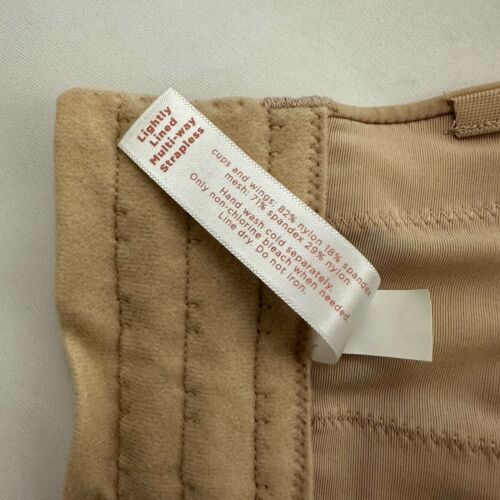 Lightly
Lined
Multi-way
Strapless
cups and wings: 82% nylon 18% spandex
mesh: 71% spandex 29% nylon
Hand wash cold separately.
Only non-chlorine bleach when needed.
Line dry. Do not iron.